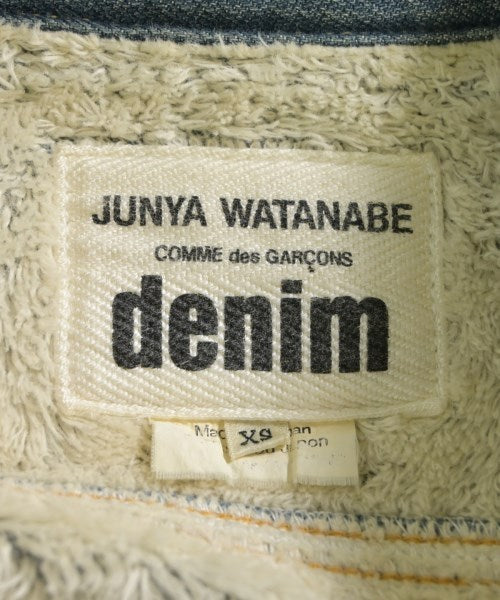 JUNYA WATANABE
COMME des GARÇONS
denim
XS